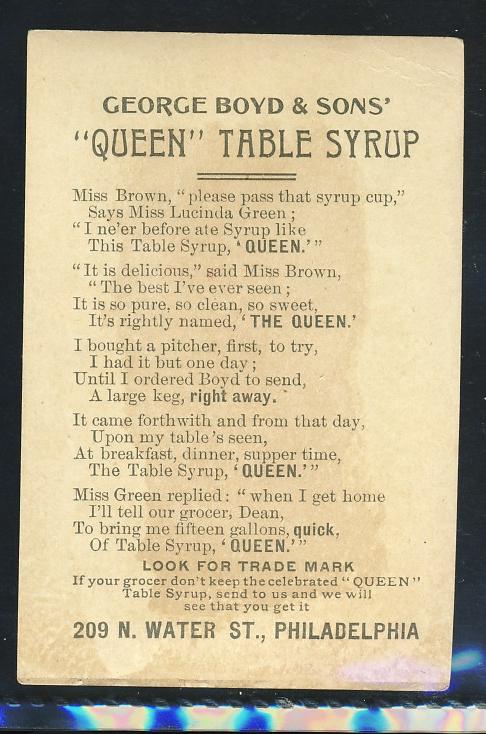 GEORGE BOYD & SONS'
"QUEEN" TABLE SYRUP
Miss Brown, "please pass that syrup cup,"
Says Miss Lucinda Green;
"I ne'er before ate Syrup like
This Table Syrup, 'QUEEN.'"
"It is delicious," said Miss Brown,
"The best I've ever seen;
It is so pure, so clean, so sweet,
It's rightly named, 'THE QUEEN.'
I bought a pitcher, first, to try,
I had it but one day;
Until I ordered Boyd to send,
A large keg, right away.
It came forthwith and from that day,
Upon my table's seen,
At breakfast, dinner, supper time,
The Table Syrup, 'QUEEN.'"
Miss Green replied: "when I get home
I'll tell our grocer, Dean,
To bring me fifteen gallons, quick,
Of Table Syrup, 'QUEEN.'"
LOOK FOR TRADE MARK
If your grocer don't keep the celebrated "QUEEN"
Table Syrup, send to us and we will
see that you get it
209 N. WATER ST., PHILADELPHIA